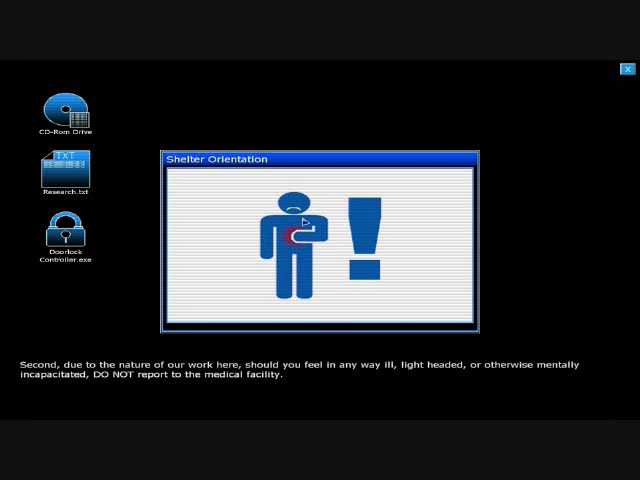 X
CD-Rom Drive
TXT
Research.txt
Doorlock
Controller.exe
Shelter Orientation
!
Second, due to the nature of our work here, should you feel in any way ill, light headed, or otherwise mentally
incapacitated, DO NOT report to the medical facility.